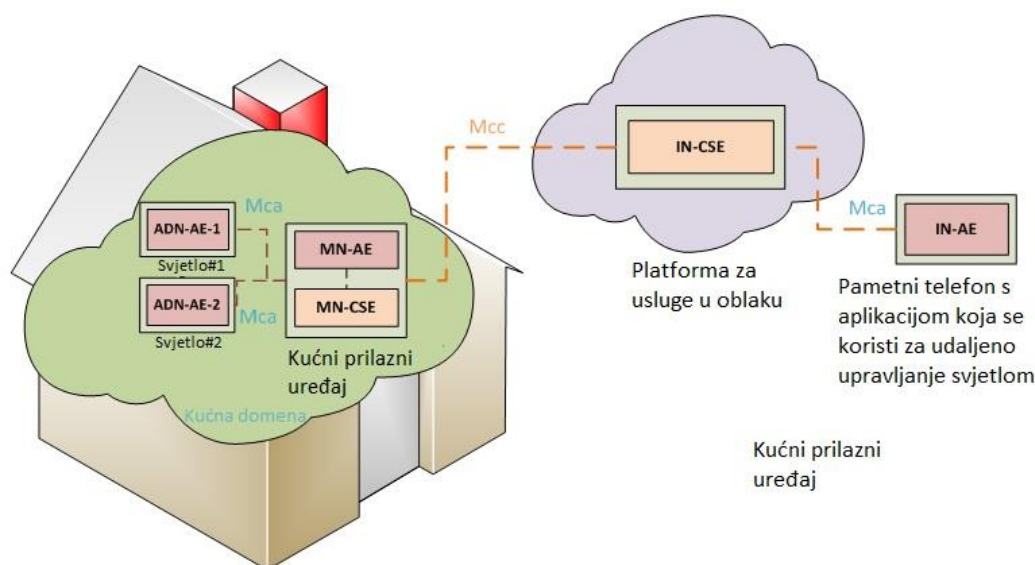 Mcc
IN-CSE
Mca
ADN-AE-1
Svjetlo#1
MN-AE
Mca
IN-AE
ADN-AE-2
Svjetlo#2
Mca
MN-CSE
Kućni prilazni
uređaj
Kućna domena
Platforma za
usluge u oblaku
Pametni telefon s
aplikacijom koja se
koristi za udaljeno
upravljanje svjetlom
Kućni prilazni
uređaj